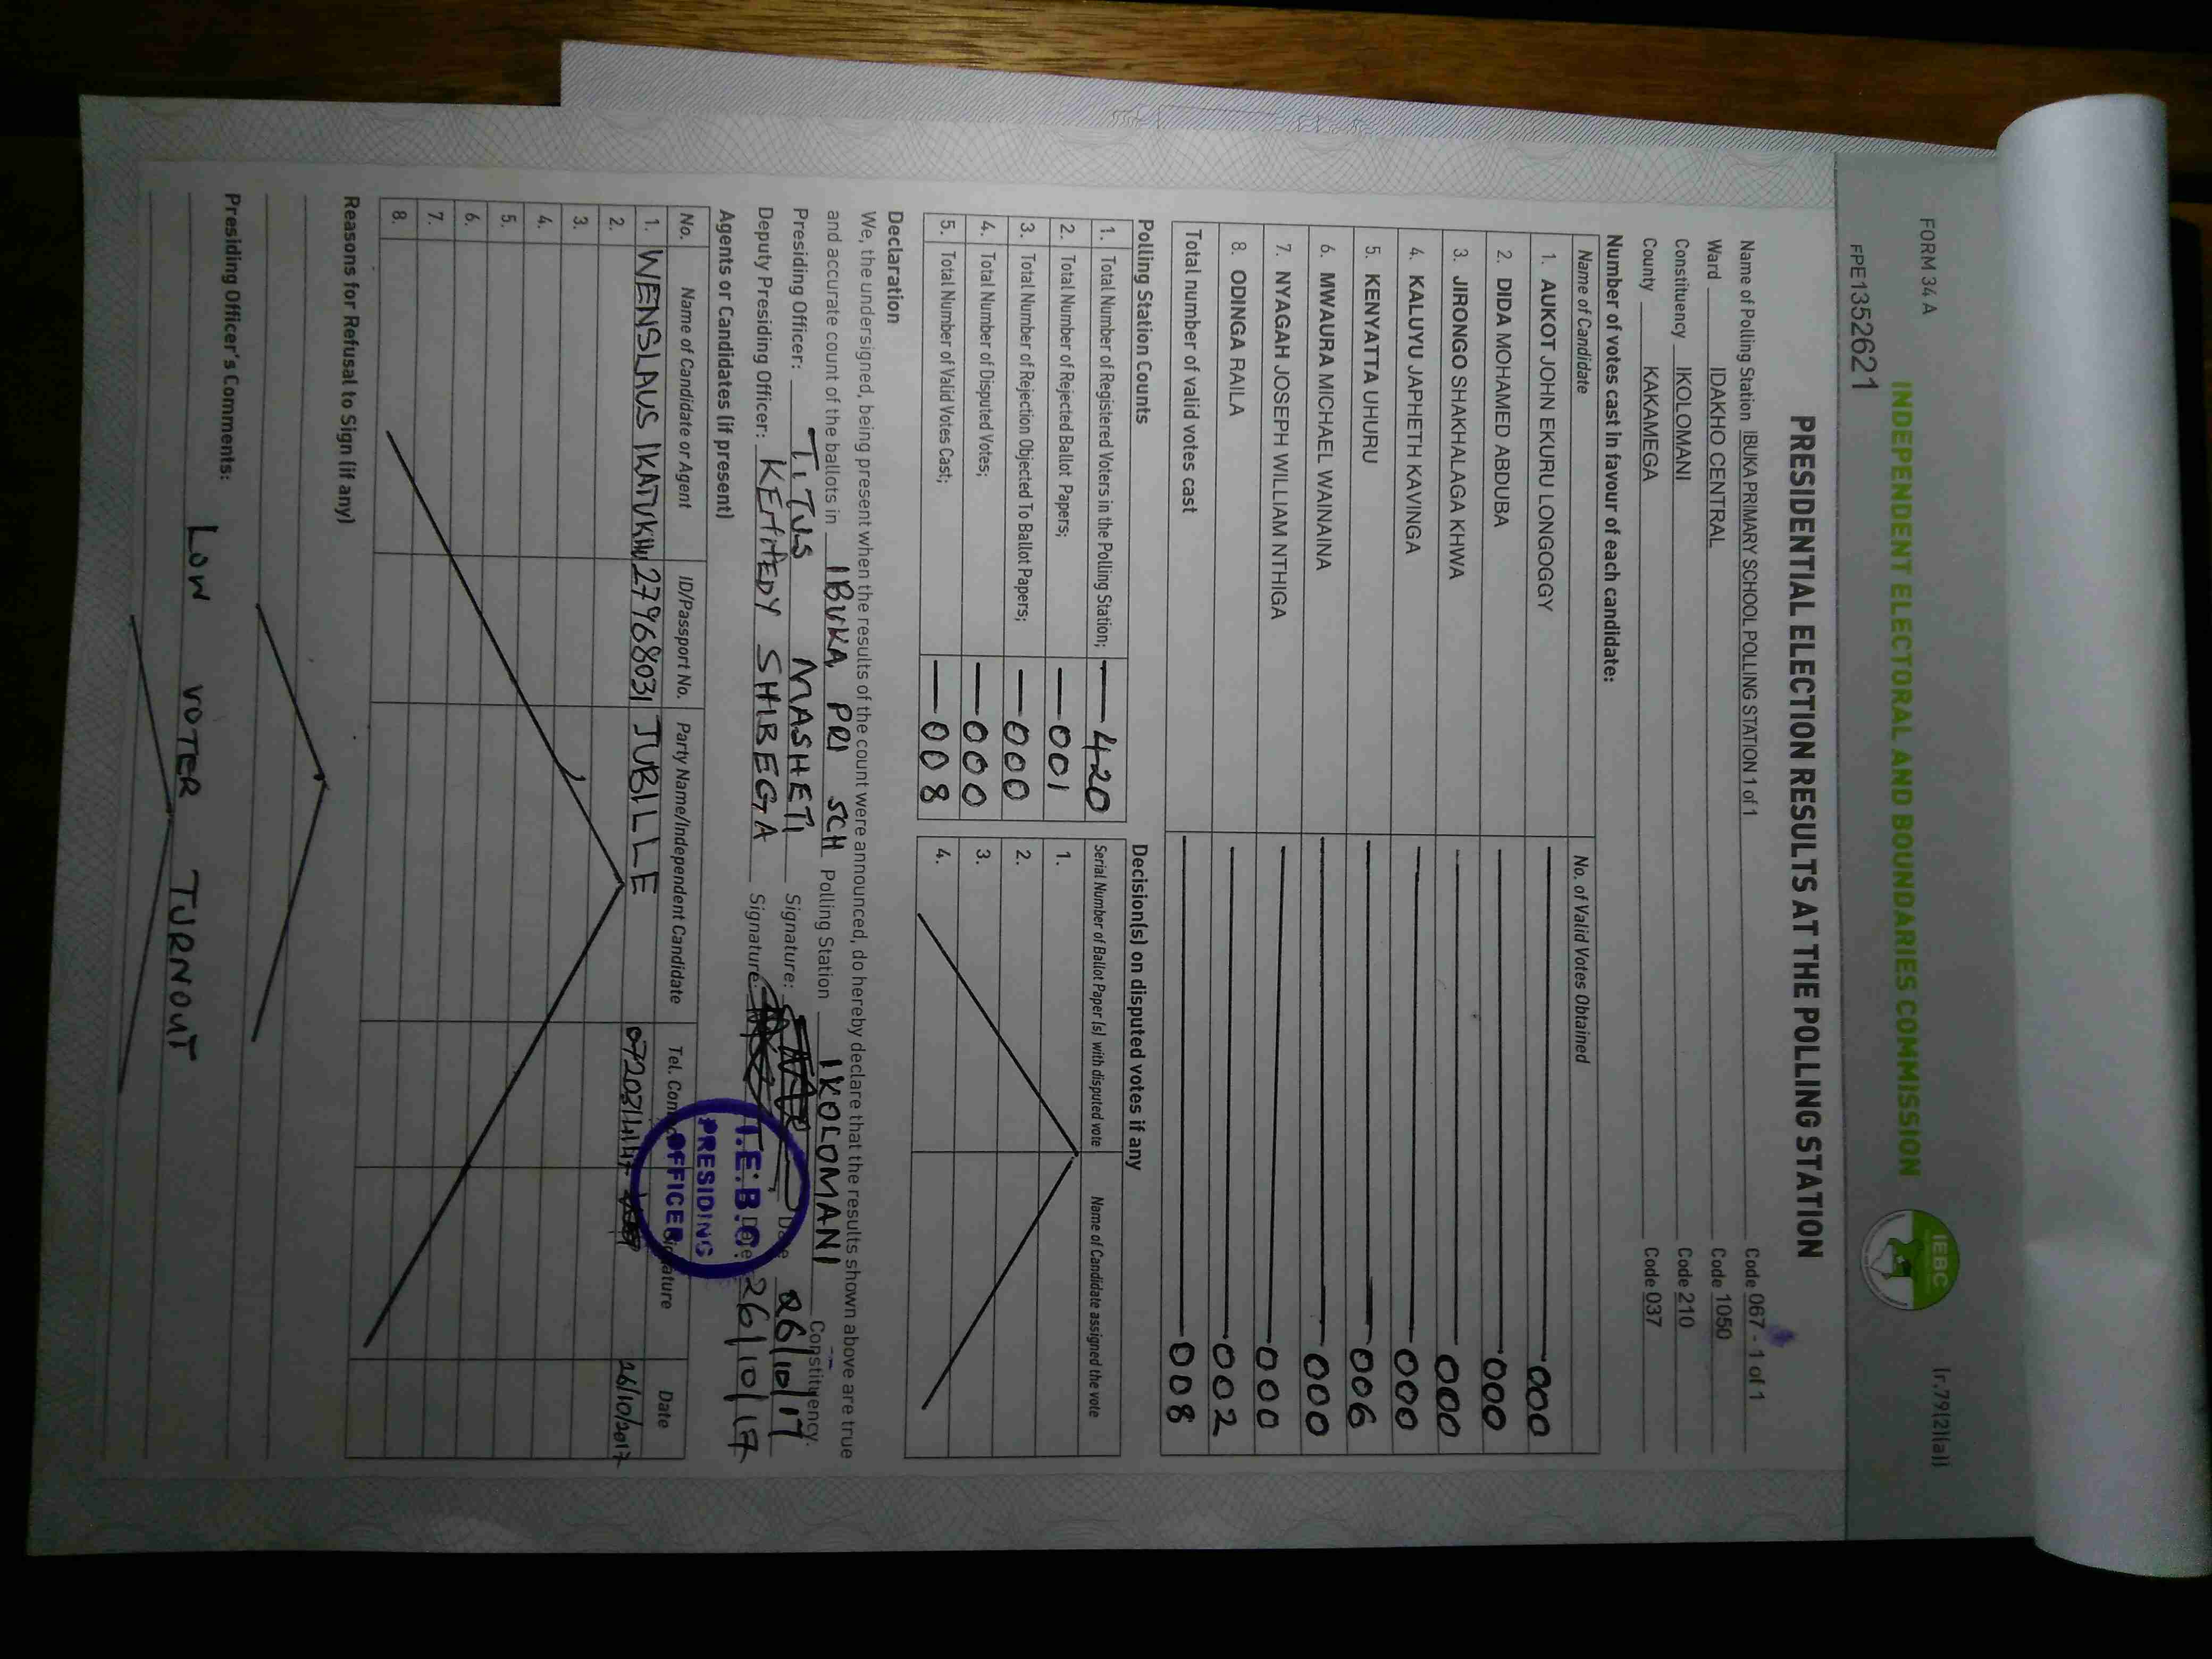 FORM 34 A
(r.79(2)(a))
INDEPENDENT ELECTORAL AND BOUNDARIES COMMISSION
IEBC
FPE1352621
PRESIDENTIAL ELECTION RESULTS AT THE POLLING STATION
Name of Polling Station IBUKA PRIMARY SCHOOL POLLING STATION 1 of 1 Code 067 - 1 of 1
Ward IDAKHO CENTRAL Code 1050
Constituency IKOLOMANI Code 210
County KAKAMEGA Code 037
Number of votes cast in favour of each candidate:
Name of Candidate No. of Valid Votes Obtained
1. AUKOT JOHN EKURU LONGOGGY 000
2. DIDA MOHAMED ABDUBA 000
3. JIRONGO SHAKHALAGA KHWA 000
4. KALUYU JAPHETH KAVINGA 000
5. KENYATTA UHURU 006
6. MWAURA MICHAEL WAINAINA 000
7. NYAGAH JOSEPH WILLIAM NTHIGA 000
8. ODINGA RAILA 002
Total number of valid votes cast 008
Polling Station Counts
1. Total Number of Registered Voters in the Polling Station; 420
2. Total Number of Rejected Ballot Papers; 001
3. Total Number of Rejection Objected To Ballot Papers; 000
4. Total Number of Disputed Votes; 000
5. Total Number of Valid Votes Cast; 008
Decision(s) on disputed votes if any
Serial Number of Ballot Paper (s) with disputed vote Name of Candidate assigned the vote
1.
2.
3.
4.
Declaration
We, the undersigned, being present when the results of the count were announced, do hereby declare that the results shown above are true
and accurate count of the ballots in IBUKA PRI SCH Polling Station IKOLOMANI Constituency.
Presiding Officer: TITUS MASHETI Signature: Date 26/10/17
Deputy Presiding Officer: KENNEDY SHIBEGA Signature: Date 26/10/17
I.E.B.C.
PRESIDING
OFFICER
Agents or Candidates (if present)
No. Name of Candidate or Agent ID/Passport No. Party Name/Independent Candidate Tel. Contact Signature Date
1. WENSLAUS 27968031 JUBILLE 26/10/2017
2.
3.
4.
5.
6.
7.
8.
Reasons for Refusal to Sign (if any)
Presiding Officer's Comments:
LOW VOTER TURNOUT